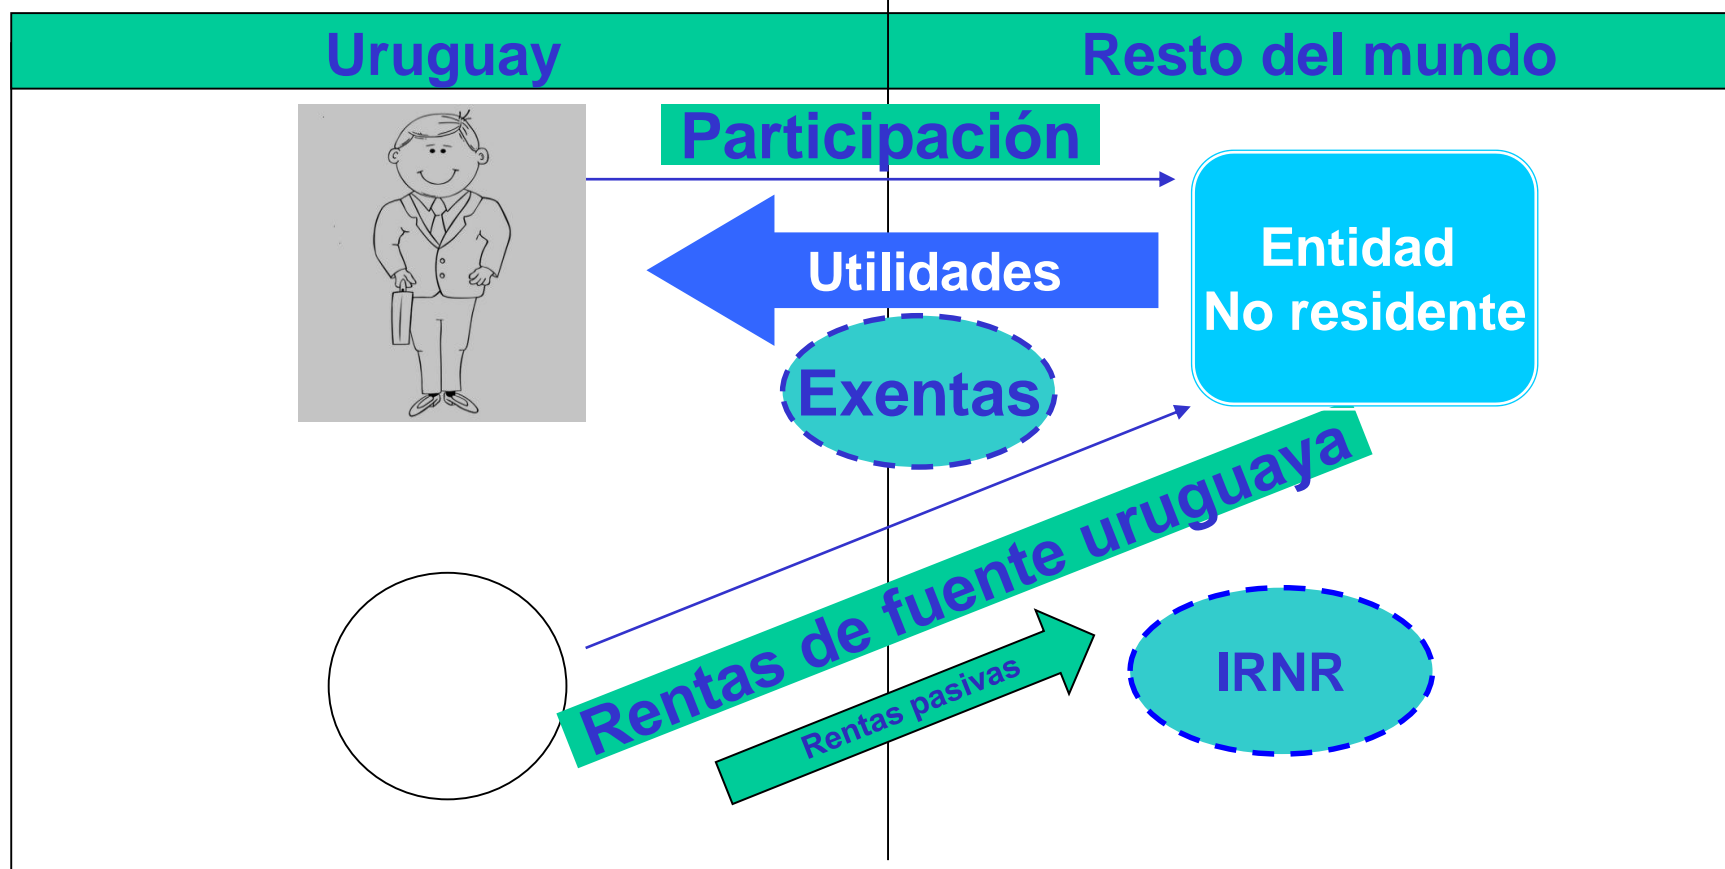 Uruguay
Resto del mundo
Participación
Utilidades
Entidad
No residente
Exentas
Rentas de fuente uruguaya
Rentas pasivas
IRNR